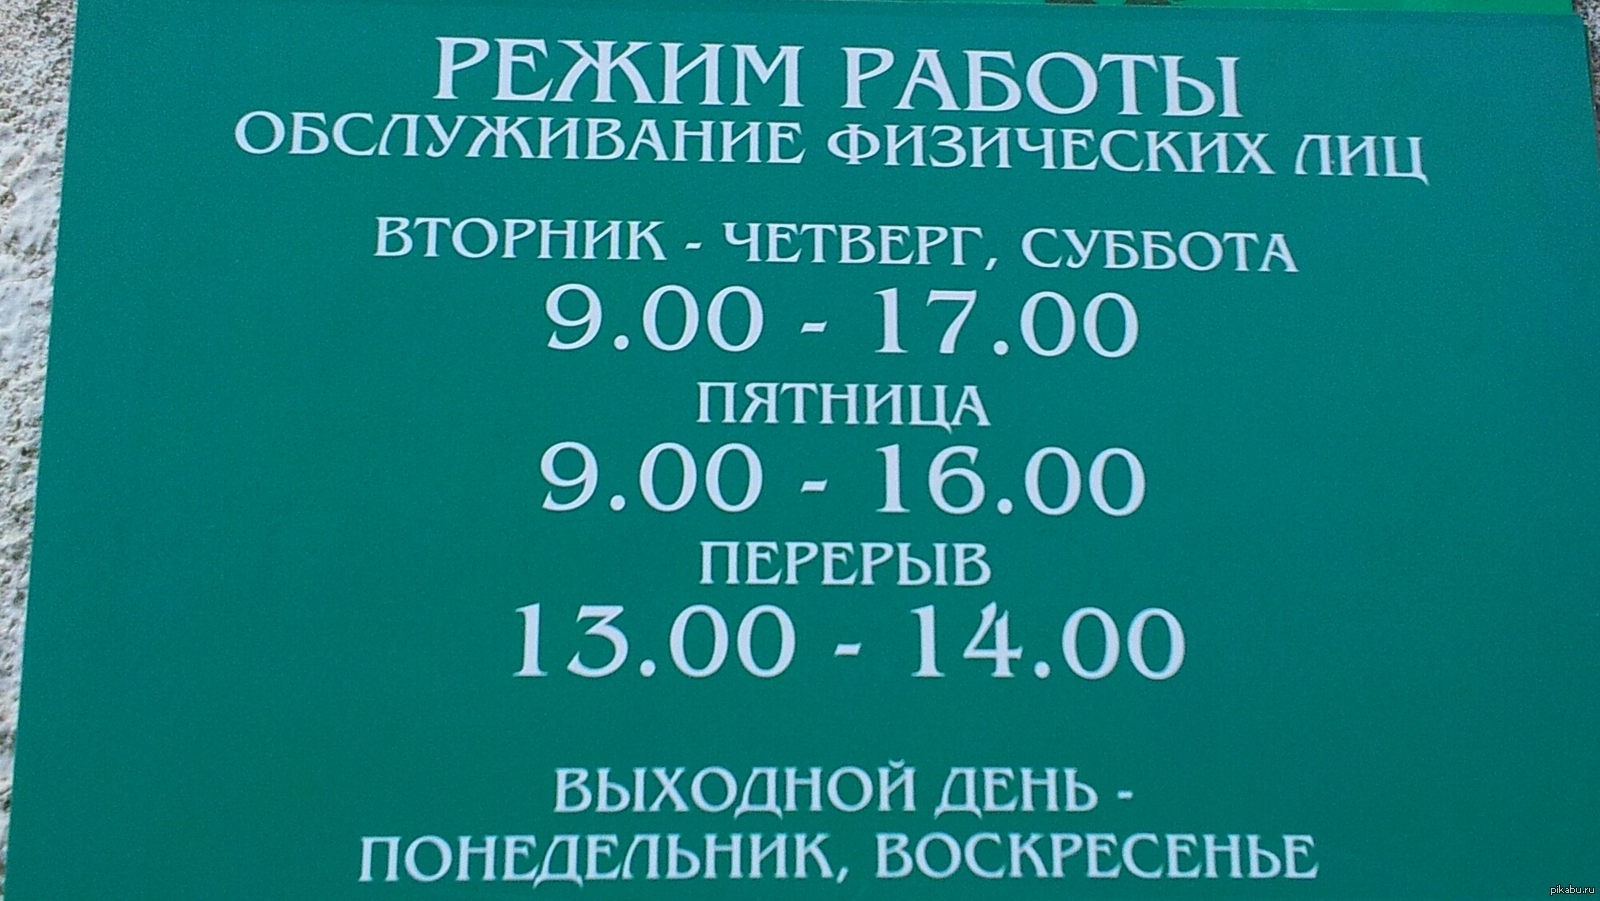 РЕЖИМ РАБОТЫ
ОБСЛУЖИВАНИЕ ФИЗИЧЕСКИХ ЛИЦ
ВТОРНИК - ЧЕТВЕРГ, СУББОТА
9.00 - 17.00
ПЯТНИЦА
9.00 - 16.00
ПЕРЕРЫВ
13.00 - 14.00
ВЫХОДНОЙ ДЕНЬ -
ПОНЕДЕЛЬНИК, ВОСКРЕСЕНЬЕ
pikabu.ru